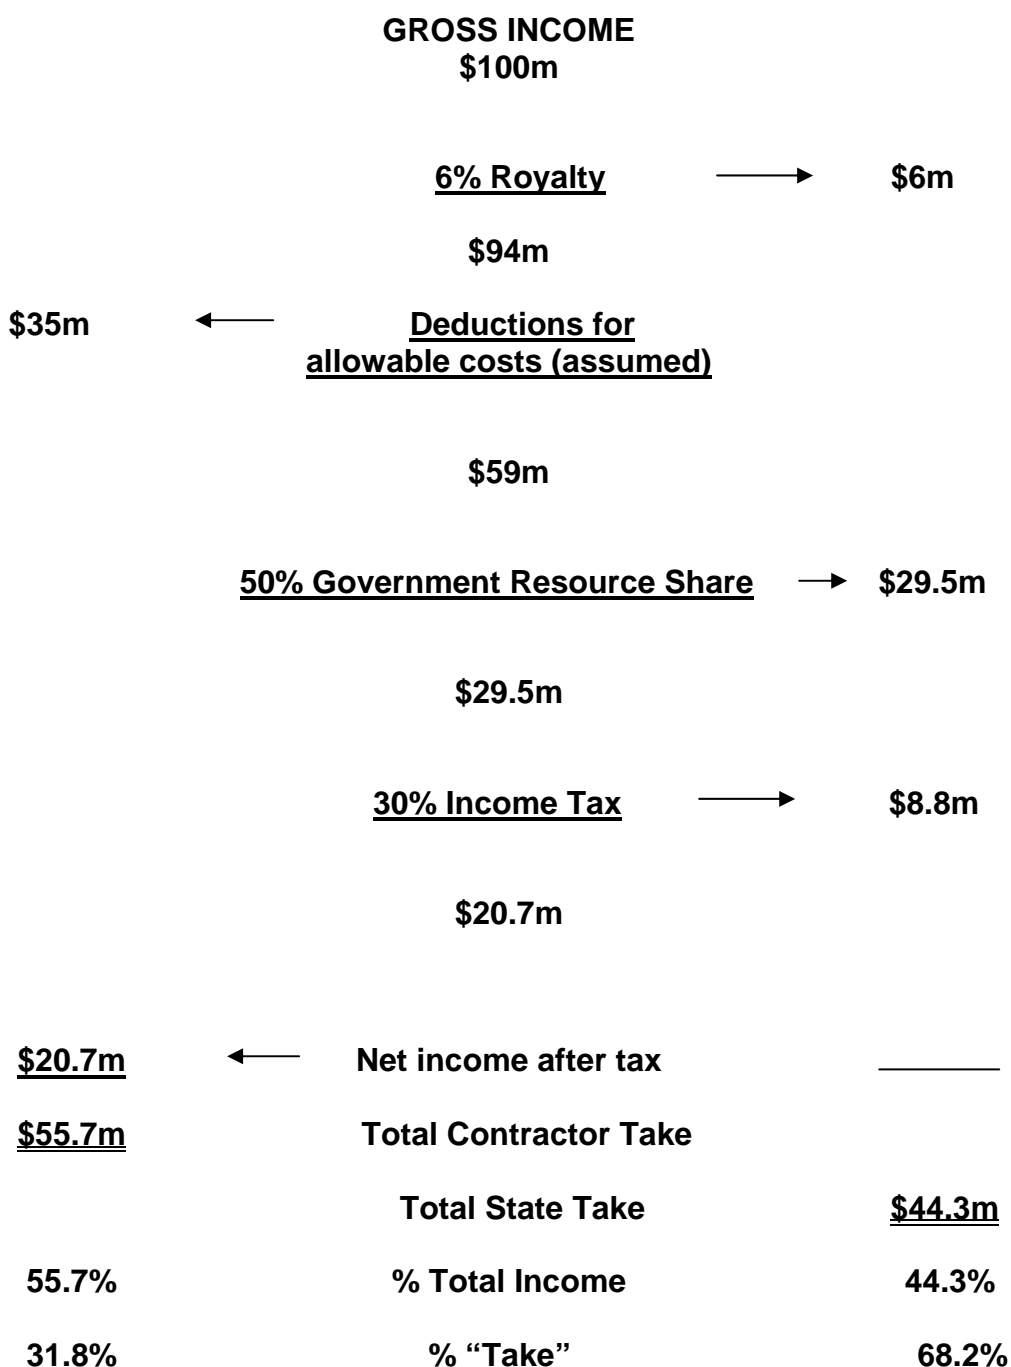 GROSS INCOME
$100m
6% Royalty $6m
$94m
$35m Deductions for
allowable costs (assumed)
$59m
50% Government Resource Share $29.5m
$29.5m
30% Income Tax $8.8m
$20.7m
$20.7m Net income after tax
$55.7m Total Contractor Take
Total State Take $44.3m
55.7% % Total Income 44.3%
31.8% % “Take” 68.2%